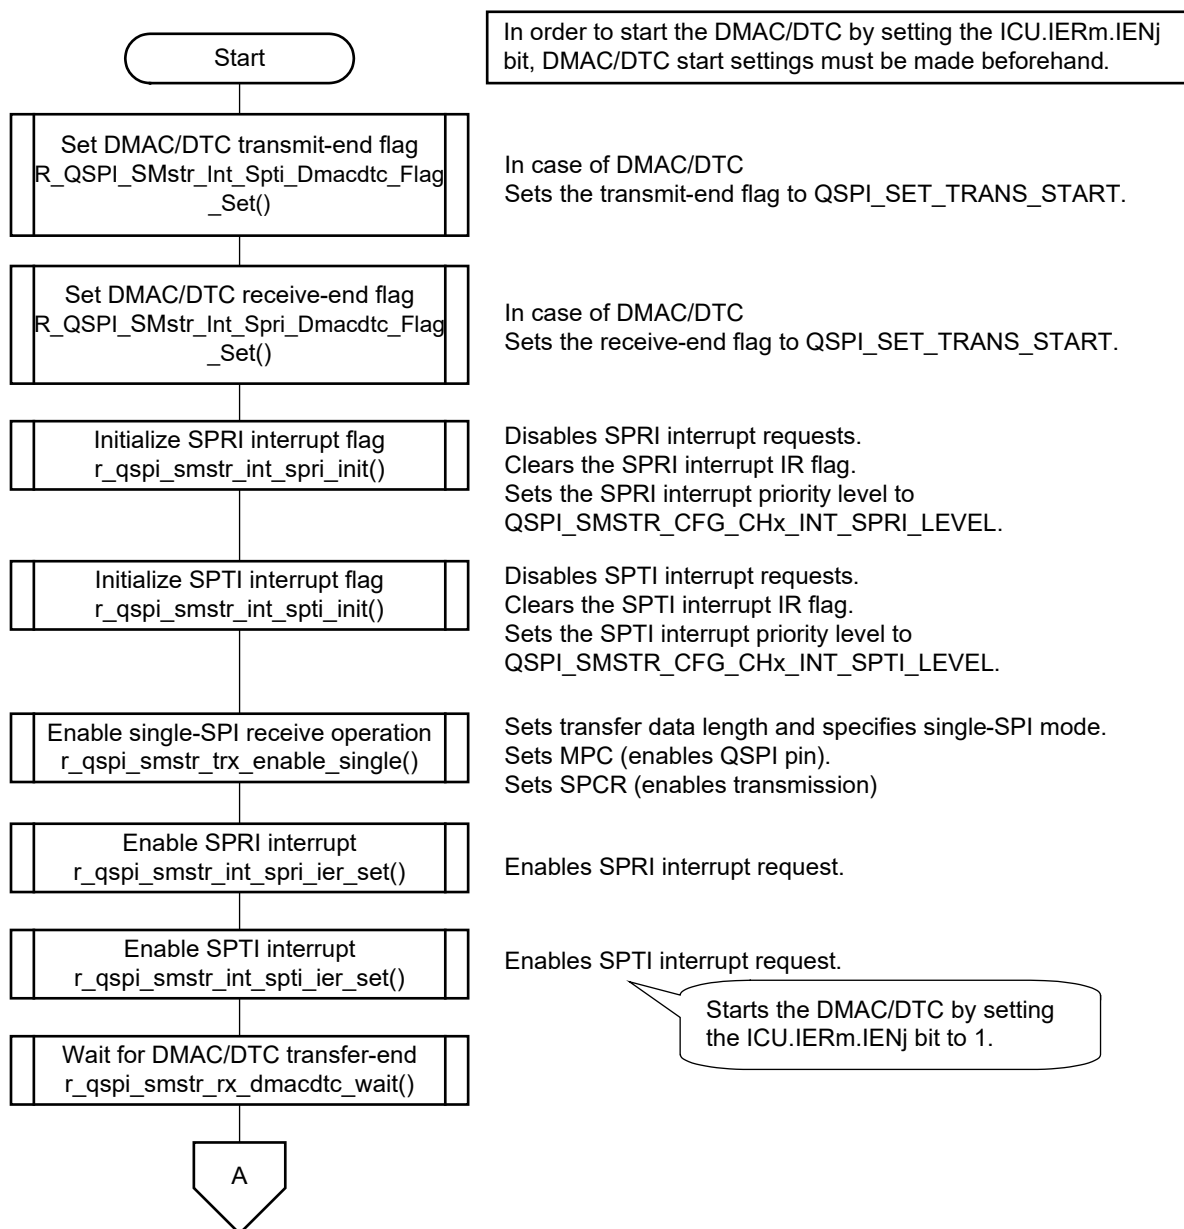 Start
In order to start the DMAC/DTC by setting the ICU.IERm.IENj
bit, DMAC/DTC start settings must be made beforehand.
Set DMAC/DTC transmit-end flag
R_QSPI_SMstr_Int_Spti_Dmacdtc_Flag
_Set()
In case of DMAC/DTC
Sets the transmit-end flag to QSPI_SET_TRANS_START.
Set DMAC/DTC receive-end flag
R_QSPI_SMstr_Int_Spri_Dmacdtc_Flag
_Set()
In case of DMAC/DTC
Sets the receive-end flag to QSPI_SET_TRANS_START.
Initialize SPRI interrupt flag
r_qspi_smstr_int_spri_init()
Disables SPRI interrupt requests.
Clears the SPRI interrupt IR flag.
Sets the SPRI interrupt priority level to
QSPI_SMSTR_CFG_CHx_INT_SPRI_LEVEL.
Initialize SPTI interrupt flag
r_qspi_smstr_int_spti_init()
Disables SPTI interrupt requests.
Clears the SPTI interrupt IR flag.
Sets the SPTI interrupt priority level to
QSPI_SMSTR_CFG_CHx_INT_SPTI_LEVEL.
Enable single-SPI receive operation
r_qspi_smstr_trx_enable_single()
Sets transfer data length and specifies single-SPI mode.
Sets MPC (enables QSPI pin).
Sets SPCR (enables transmission)
Enable SPRI interrupt
r_qspi_smstr_int_spri_ier_set()
Enables SPRI interrupt request.
Enable SPTI interrupt
r_qspi_smstr_int_spti_ier_set()
Enables SPTI interrupt request.
Starts the DMAC/DTC by setting
the ICU.IERm.IENj bit to 1.
Wait for DMAC/DTC transfer-end
r_qspi_smstr_rx_dmacdtc_wait()
A